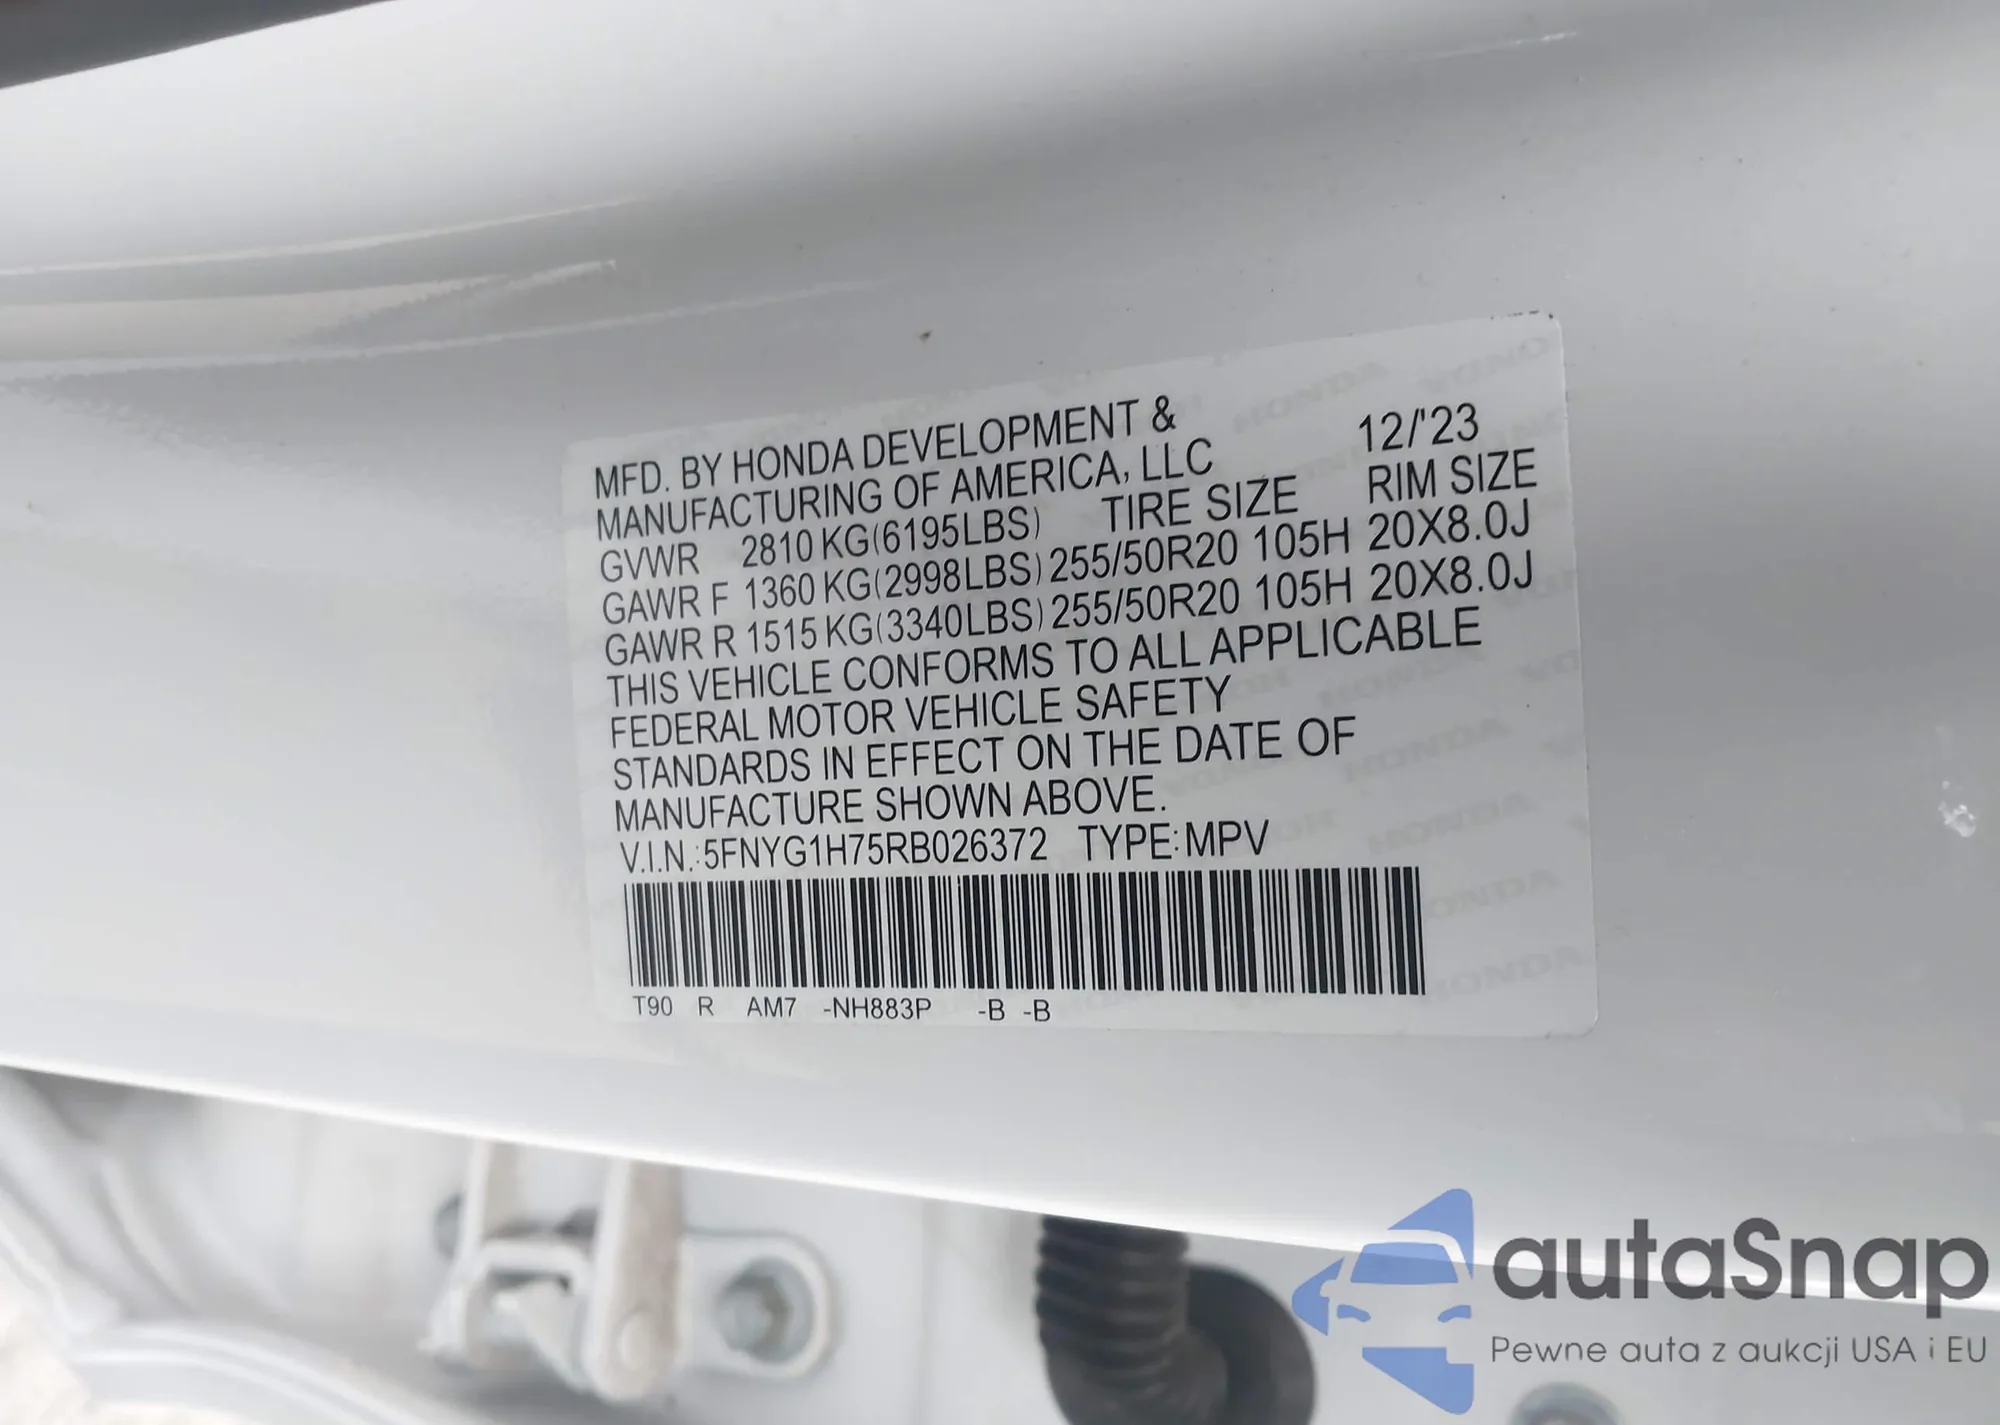 MFD. BY HONDA DEVELOPMENT &
MANUFACTURING OF AMERICA, LLC 12/'23
GVWR 2810 KG(6195LBS) TIRE SIZE RIM SIZE
GAWR F 1360 KG(2998LBS) 255/50R20 105H 20X8.0J
GAWR R 1515 KG(3340LBS) 255/50R20 105H 20X8.0J
THIS VEHICLE CONFORMS TO ALL APPLICABLE
FEDERAL MOTOR VEHICLE SAFETY
STANDARDS IN EFFECT ON THE DATE OF
MANUFACTURE SHOWN ABOVE.
V.I.N.:5FNYG1H75RB026372 TYPE:MPV
T90 R AM7 -NH883P -B -B
autaSnap
Pewne auta z aukcji USA i EU